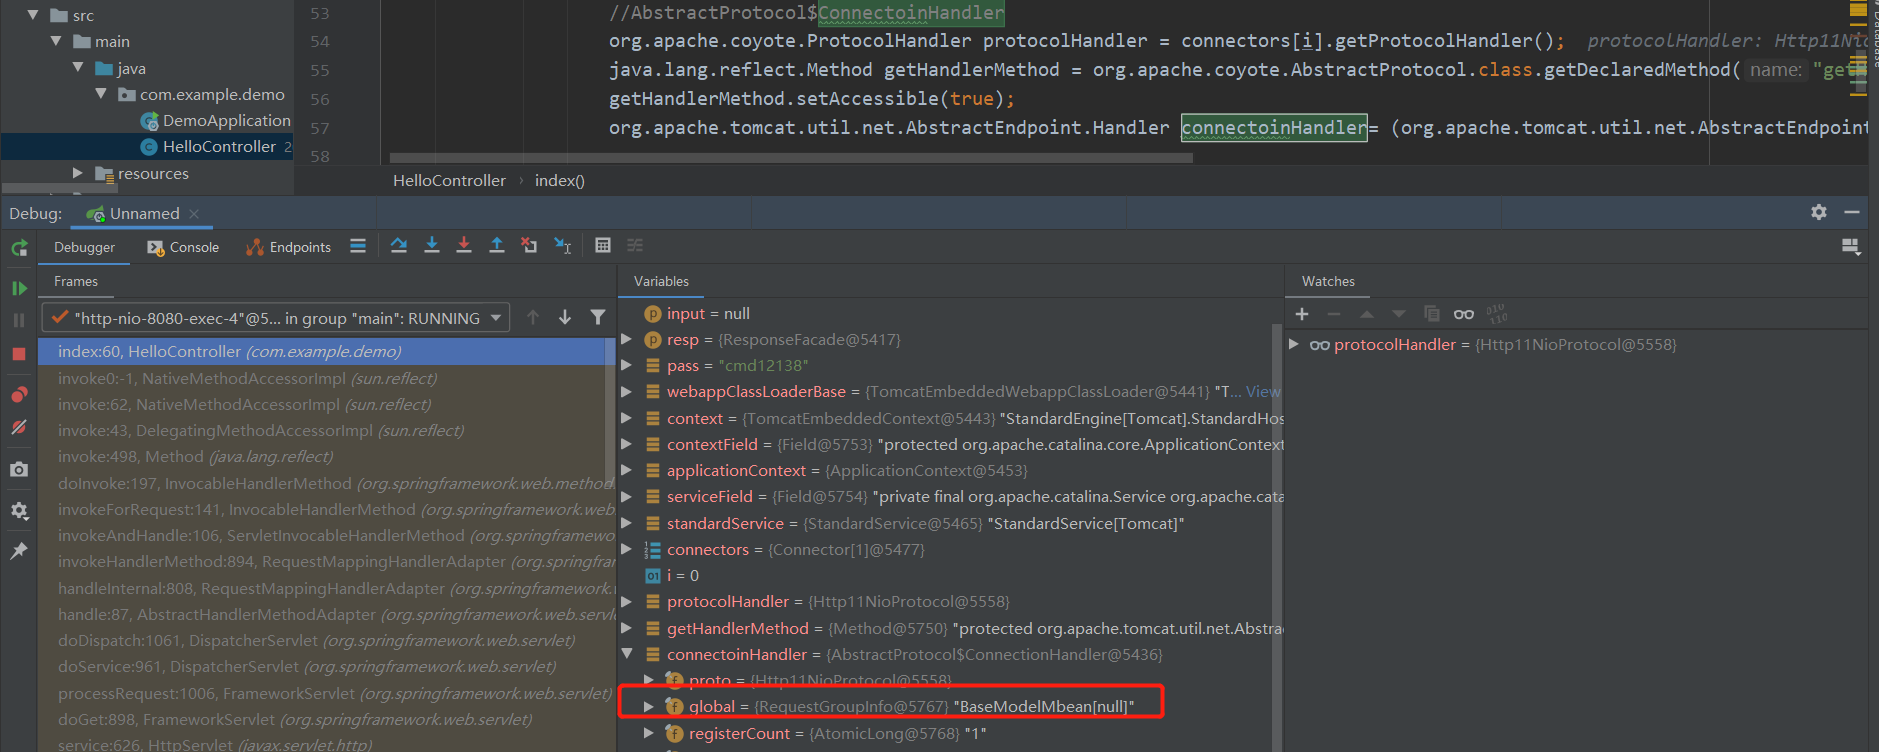 src
main
java
com.example.demo
DemoApplication
HelloController 2
resources
53 //AbstractProtocol$ConnectoinHandler
54 org.apache.coyote.ProtocolHandler protocolHandler = connectors[i].getProtocolHandler(); protocolHandler: Http11Nio
55 java.lang.reflect.Method getHandlerMethod = org.apache.coyote.AbstractProtocol.class.getDeclaredMethod( name: "getH
56 getHandlerMethod.setAccessible(true);
57 org.apache.tomcat.util.net.AbstractEndpoint.Handler connectoinHandler= (org.apache.tomcat.util.net.AbstractEndpoint
58
Database
HelloController › index()
Debug: Unnamed
Debugger Console Endpoints
Frames
"http-nio-8080-exec-4"@5... in group "main": RUNNING
index:60, HelloController (com.example.demo)
invoke0:-1, NativeMethodAccessorImpl (sun.reflect)
invoke:62, NativeMethodAccessorImpl (sun.reflect)
invoke:43, DelegatingMethodAccessorImpl (sun.reflect)
invoke:498, Method (java.lang.reflect)
doInvoke:197, InvocableHandlerMethod (org.springframework.web.method.
invokeForRequest:141, InvocableHandlerMethod (org.springframework.web.
invokeAndHandle:106, ServletInvocableHandlerMethod (org.springframewo
invokeHandlerMethod:894, RequestMappingHandlerAdapter (org.springfra
handleInternal:808, RequestMappingHandlerAdapter (org.springframewor
handle:87, AbstractHandlerMethodAdapter (org.springframework.web.servl
doDispatch:1061, DispatcherServlet (org.springframework.web.servlet)
doService:961, DispatcherServlet (org.springframework.web.servlet)
processRequest:1006, FrameworkServlet (org.springframework.web.servlet)
doGet:898, FrameworkServlet (org.springframework.web.servlet)
service:626, HttpServlet (javax.servlet.http)
Variables
input = null
resp = {ResponseFacade@5417}
pass = "cmd12138"
webappClassLoaderBase = {TomcatEmbeddedWebappClassLoader@5441} "T... View
context = {TomcatEmbeddedContext@5443} "StandardEngine[Tomcat].StandardHos
contextField = {Field@5753} "protected org.apache.catalina.core.ApplicationContext
applicationContext = {ApplicationContext@5453}
serviceField = {Field@5754} "private final org.apache.catalina.Service org.apache.cata
standardService = {StandardService@5465} "StandardService[Tomcat]"
connectors = {Connector[1]@5477}
i = 0
protocolHandler = {Http11NioProtocol@5558}
getHandlerMethod = {Method@5750} "protected org.apache.tomcat.util.net.Abstrac
connectoinHandler = {AbstractProtocol$ConnectionHandler@5436}
proto = {Http11NioProtocol@5558}
global = {RequestGroupInfo@5767} "BaseModelMbean[null]"
registerCount = {AtomicLong@5768} "1"
Watches
protocolHandler = {Http11NioProtocol@5558}